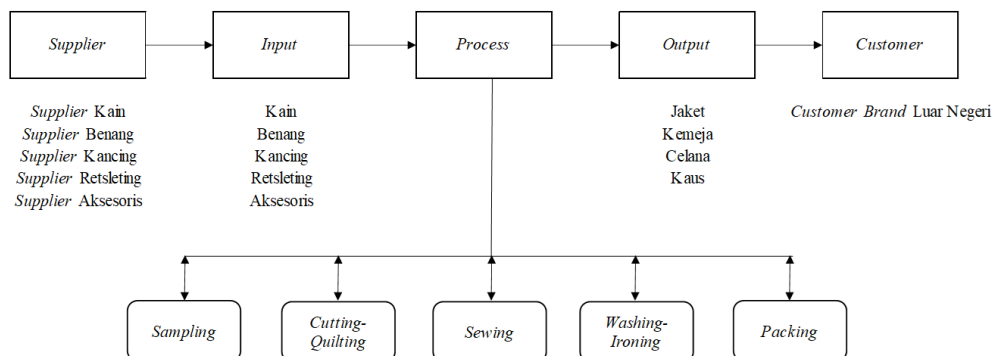 Supplier
Input
Process
Output
Customer
Supplier Kain
Supplier Benang
Supplier Kancing
Supplier Retsleting
Supplier Aksesoris
Kain
Benang
Kancing
Retsleting
Aksesoris
Jaket
Kemeja
Celana
Kaus
Customer Brand Luar Negeri
Sampling
Cutting-
Quilting
Sewing
Washing-
Ironing
Packing